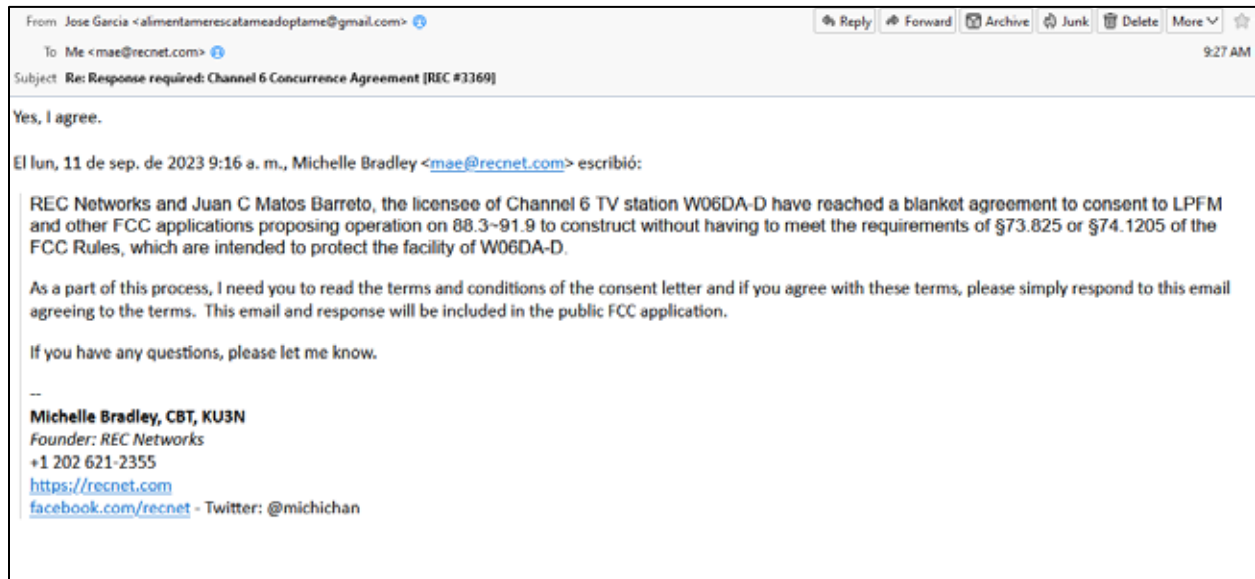 From Jose Garcia <alimentamerescatameadoptame@gmail.com>
Reply Forward Archive Junk Delete More
To Me <mae@recnet.com>
9:27 AM
Subject Re: Response required: Channel 6 Concurrence Agreement [REC #3369]
Yes, I agree.
El lun, 11 de sep. de 2023 9:16 a. m., Michelle Bradley <mae@recnet.com> escribió:
REC Networks and Juan C Matos Barreto, the licensee of Channel 6 TV station W06DA-D have reached a blanket agreement to consent to LPFM
and other FCC applications proposing operation on 88.3~91.9 to construct without having to meet the requirements of §73.825 or §74.1205 of the
FCC Rules, which are intended to protect the facility of W06DA-D.
As a part of this process, I need you to read the terms and conditions of the consent letter and if you agree with these terms, please simply respond to this email
agreeing to the terms.  This email and response will be included in the public FCC application.
If you have any questions, please let me know.
--
Michelle Bradley, CBT, KU3N
Founder: REC Networks
+1 202 621-2355
https://recnet.com
facebook.com/recnet - Twitter: @michichan